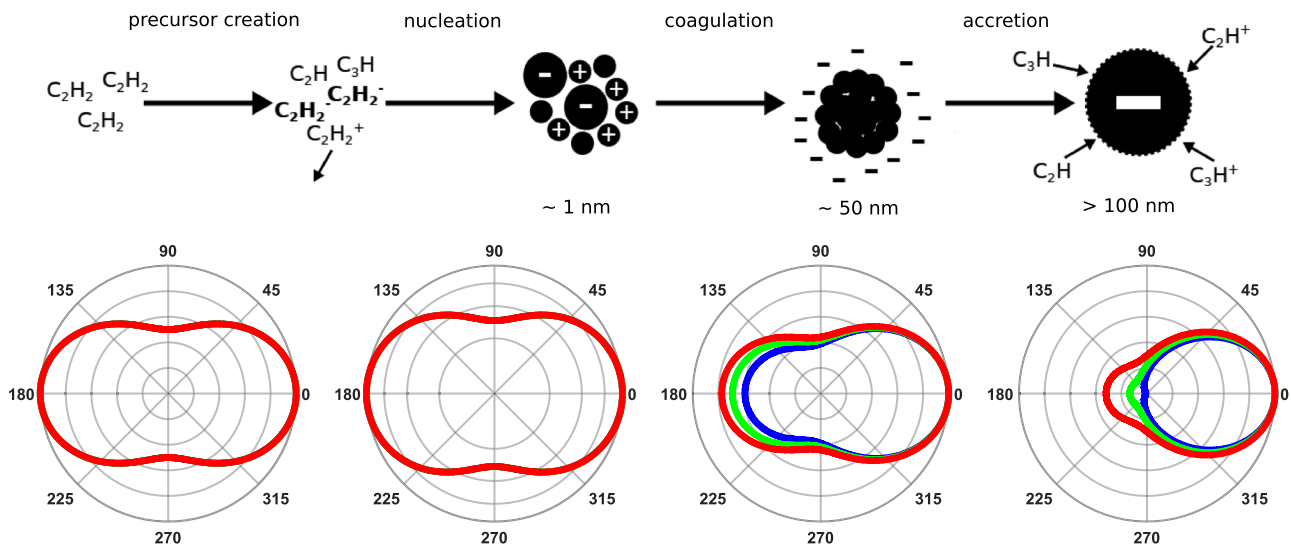 precursor creation
nucleation
coagulation
accretion
C₂H₂
C₂H₂
C₂H₂
C₂H
C₃H
C₂H₂⁻
C₂H₂⁻
C₂H₂⁺
-
+
+
-
+
+
+
- - - - - - - - - - - - - -
C₃H
C₂H⁺
-
C₂H
C₃H⁺
~ 1 nm
~ 50 nm
> 100 nm
90
135
45
180
0
225
315
270
90
135
45
180
0
225
315
270
90
135
45
180
0
225
315
270
90
135
45
180
0
225
315
270